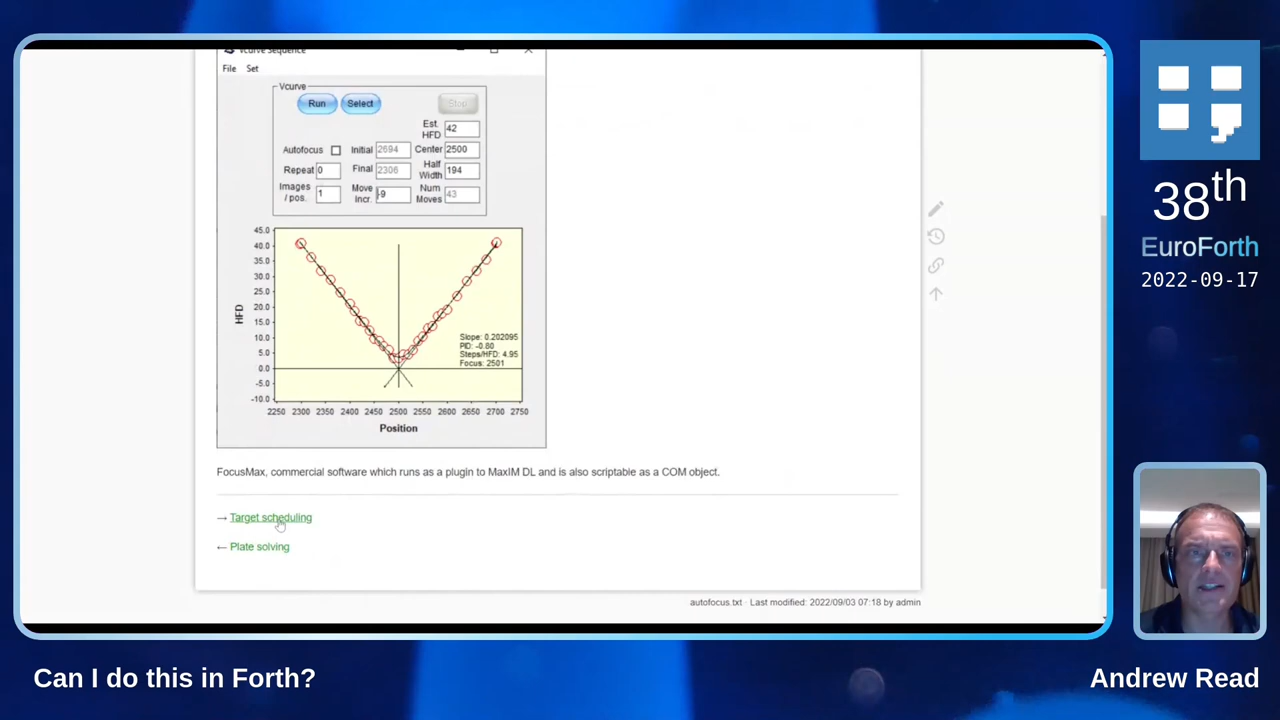 Vcurve Sequence
File Set
Vcurve
Run Select Stop
Est. HFD 42
Autofocus Initial 2694 Center 2500
Repeat 0 Final 2306 Half Width 194
Images / pos. 1 Move Incr. -9 Num Moves 43
45.0
40.0
35.0
30.0
25.0
20.0
15.0
10.0
5.0
0.0
-5.0
-10.0
HFD
Slope: 0.202095
PID: -0.80
Steps/HFD: 4.95
Focus: 2501
2250 2300 2350 2400 2450 2500 2550 2600 2650 2700 2750
Position
FocusMax, commercial software which runs as a plugin to MaxIM DL and is also scriptable as a COM object.
→ Target scheduling
← Plate solving
autofocus.txt · Last modified: 2022/09/03 07:18 by admin
38th
EuroForth
2022-09-17
Can I do this in Forth?
Andrew Read